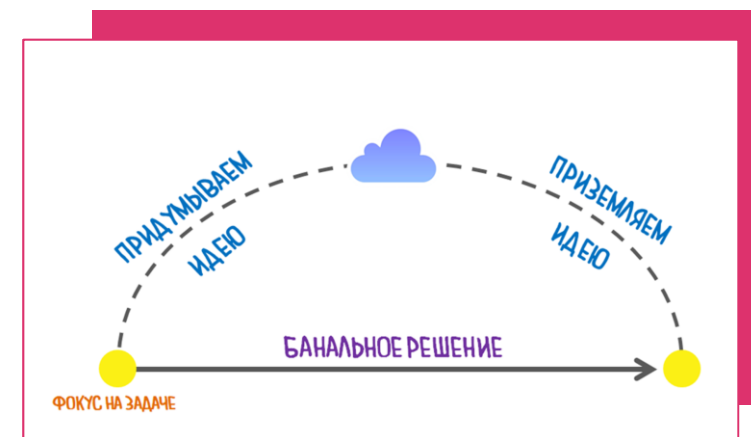 ПРИДУМЫВАЕМ
ИДЕЮ
ПРИЗЕМЛЯЕМ
ИДЕЮ
БАНАЛЬНОЕ РЕШЕНИЕ
ФОКУС НА ЗАДАЧЕ